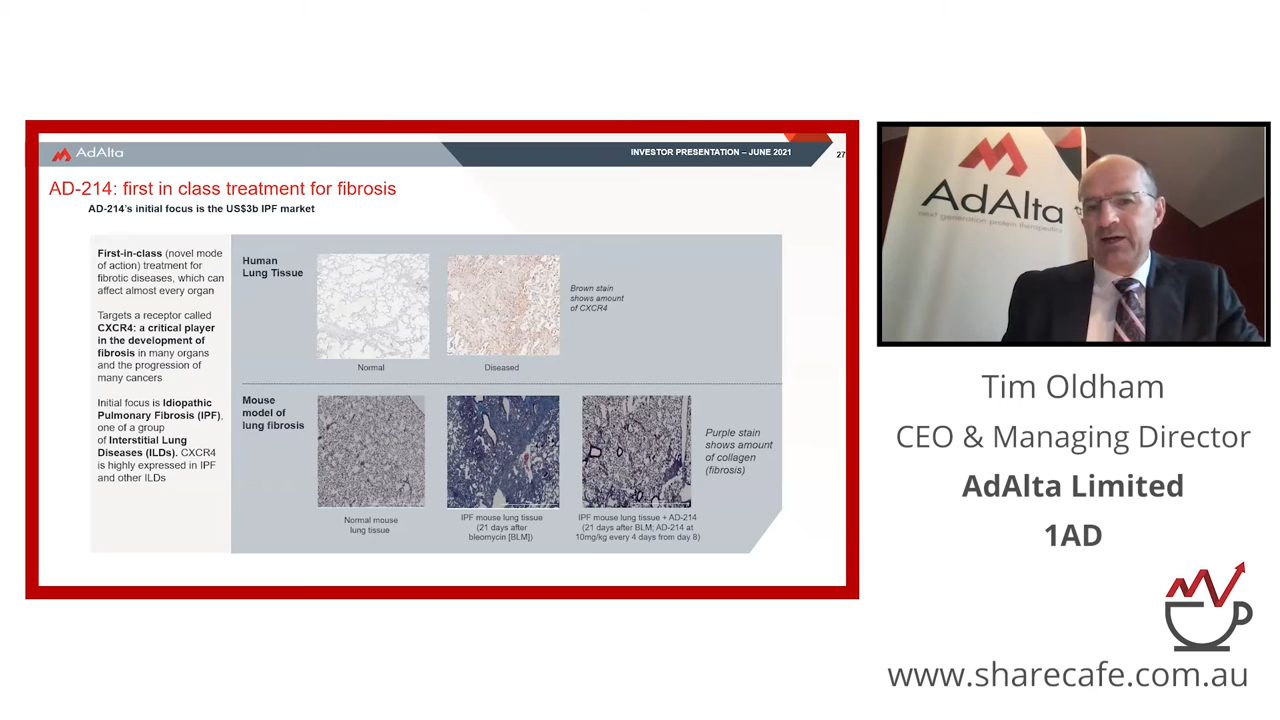 AdAlta
INVESTOR PRESENTATION – JUNE 2021
27
AD-214: first in class treatment for fibrosis
AD-214's initial focus is the US$3b IPF market
First-in-class (novel mode
of action) treatment for
fibrotic diseases, which can
affect almost every organ
Targets a receptor called
CXCR4: a critical player
in the development of
fibrosis in many organs
and the progression of
many cancers
Initial focus is Idiopathic
Pulmonary Fibrosis (IPF),
one of a group
of Interstitial Lung
Diseases (ILDs). CXCR4
is highly expressed in IPF
and other ILDs
Human
Lung Tissue
Normal
Diseased
Brown stain
shows amount
of CXCR4
Mouse
model of
lung fibrosis
Normal mouse
lung tissue
IPF mouse lung tissue
(21 days after
bleomycin [BLM])
IPF mouse lung tissue + AD-214
(21 days after BLM; AD-214 at
10mg/kg every 4 days from day 8)
Purple stain
shows amount
of collagen
(fibrosis)
AdAlta
next generation protein therapeutics
Tim Oldham
CEO & Managing Director
AdAlta Limited
1AD
www.sharecafe.com.au